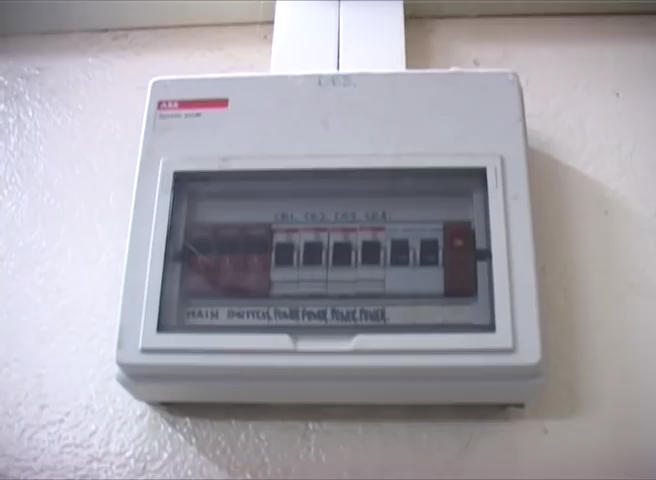 ABB
CB1. CB2. CB3. CB4.
MAIN SWITCH, POWER, POWER, POWER, POWER.